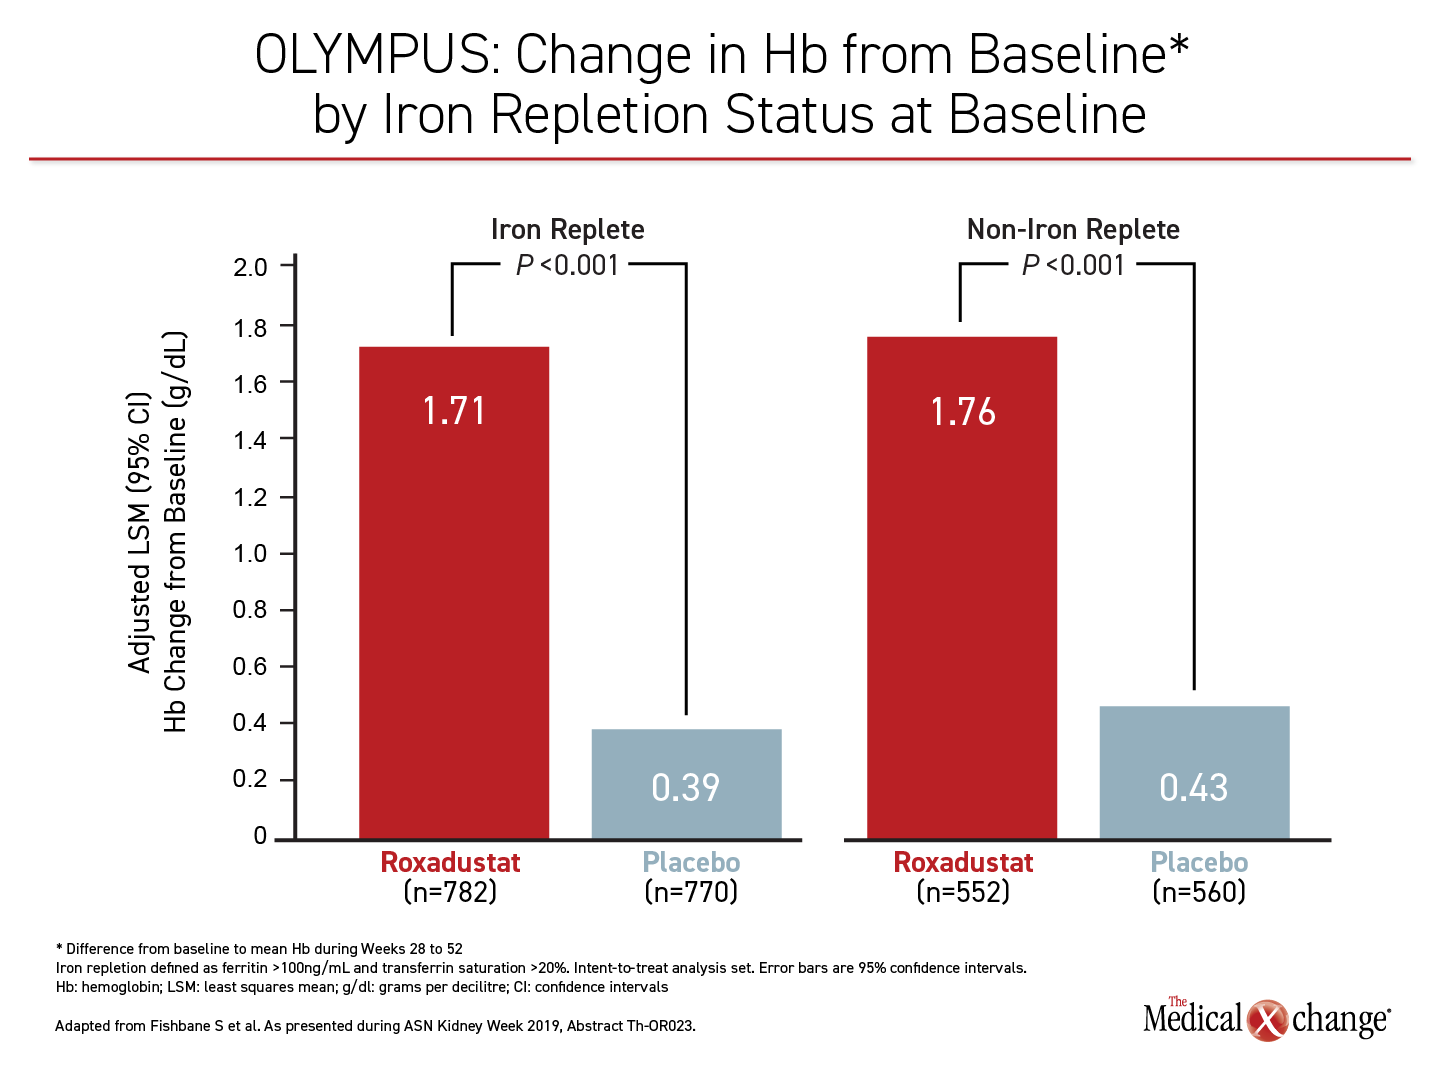 OLYMPUS: Change in Hb from Baseline*
by Iron Repletion Status at Baseline
Iron Replete
P <0.001
Non-Iron Replete
P <0.001
Adjusted LSM (95% CI)
Hb Change from Baseline (g/dL)
2.0
1.8
1.6
1.4
1.2
1.0
0.8
0.6
0.4
0.2
0
1.71
0.39
1.76
0.43
Roxadustat
(n=782)
Placebo
(n=770)
Roxadustat
(n=552)
Placebo
(n=560)
* Difference from baseline to mean Hb during Weeks 28 to 52
Iron repletion defined as ferritin >100ng/mL and transferrin saturation >20%. Intent-to-treat analysis set. Error bars are 95% confidence intervals.
Hb: hemoglobin; LSM: least squares mean; g/dl: grams per decilitre; CI: confidence intervals
Adapted from Fishbane S et al. As presented during ASN Kidney Week 2019, Abstract Th-OR023.
The
Medical X change®